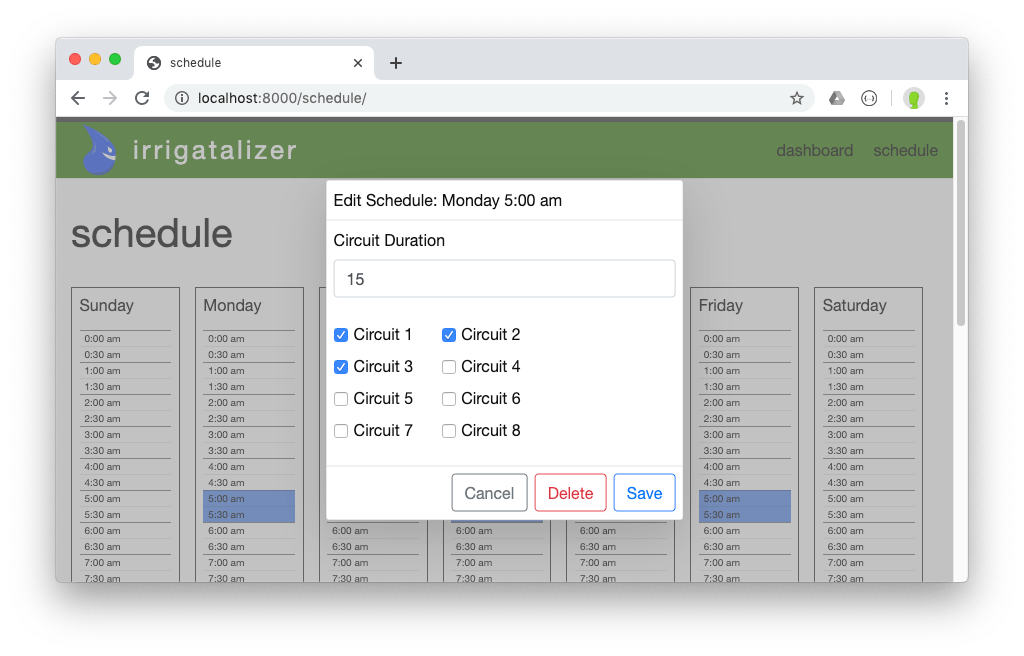 schedule
localhost:8000/schedule/
irrigatalizer
dashboard schedule
schedule
Edit Schedule: Monday 5:00 am
Circuit Duration
15
Circuit 1 Circuit 2
Circuit 3 Circuit 4
Circuit 5 Circuit 6
Circuit 7 Circuit 8
Cancel Delete Save
Sunday
0:00 am
0:30 am
1:00 am
1:30 am
2:00 am
2:30 am
3:00 am
3:30 am
4:00 am
4:30 am
5:00 am
5:30 am
6:00 am
6:30 am
7:00 am
7:30 am
Monday
0:00 am
0:30 am
1:00 am
1:30 am
2:00 am
2:30 am
3:00 am
3:30 am
4:00 am
4:30 am
5:00 am
5:30 am
6:00 am
6:30 am
7:00 am
7:30 am
6:00 am
6:30 am
7:00 am
7:30 am
6:00 am
6:30 am
7:00 am
7:30 am
6:00 am
6:30 am
7:00 am
7:30 am
Friday
0:00 am
0:30 am
1:00 am
1:30 am
2:00 am
2:30 am
3:00 am
3:30 am
4:00 am
4:30 am
5:00 am
5:30 am
6:00 am
6:30 am
7:00 am
7:30 am
Saturday
0:00 am
0:30 am
1:00 am
1:30 am
2:00 am
2:30 am
3:00 am
3:30 am
4:00 am
4:30 am
5:00 am
5:30 am
6:00 am
6:30 am
7:00 am
7:30 am